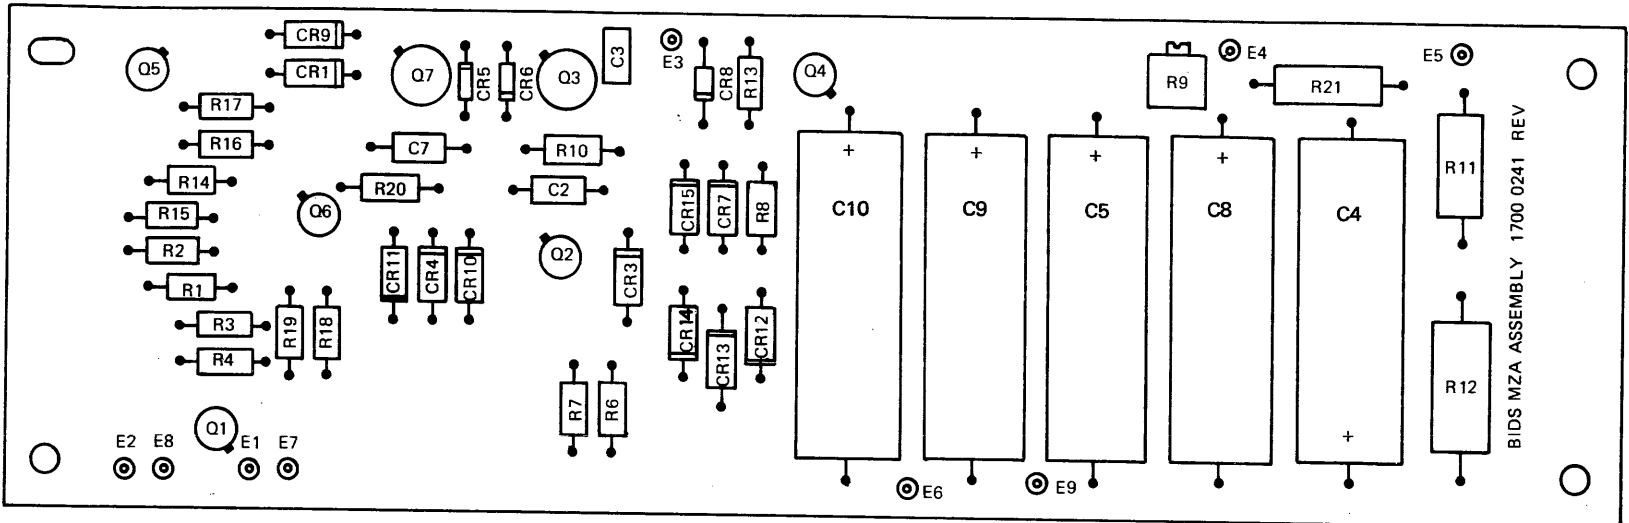 CR9
Q5
CR1
Q7
CR5
CR6
Q3
C3
E3
CR8
R13
Q4
R9
E4
R21
E5
R17
R16
C7
R10
R14
R20
C2
R15
Q6
CR15
CR7
R8
+
C10
+
C9
+
C5
+
C8
C4
+
R11
R2
R1
CR11
CR4
CR10
Q2
CR3
R3
R19
R18
R4
CR14
CR13
CR12
R7
R6
R12
BIDS MZA ASSEMBLY 1700 0241 REV
Q1
E2
E8
E1
E7
E6
E9